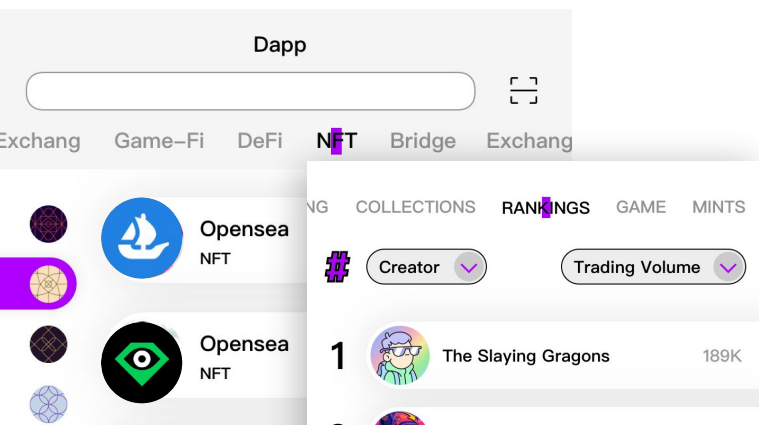 Dapp
Exchang Game-Fi DeFi NFT Bridge Exchang
Opensea
NFT
Opensea
NFT
NG COLLECTIONS RANKINGS GAME MINTS
# Creator Trading Volume
1 The Slaying Gragons 189K